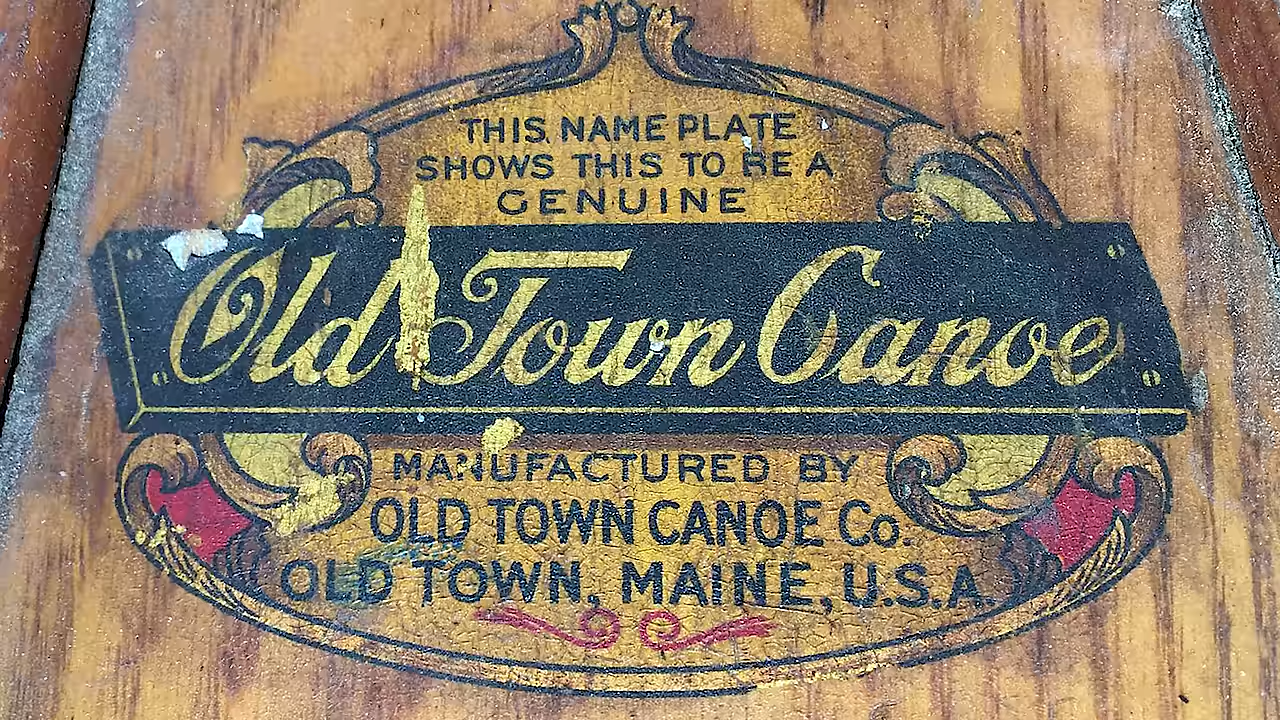 THIS NAME PLATE
SHOWS THIS TO BE A
GENUINE
Old Town Canoe
MANUFACTURED BY
OLD TOWN CANOE Co.
OLD TOWN, MAINE, U.S.A.